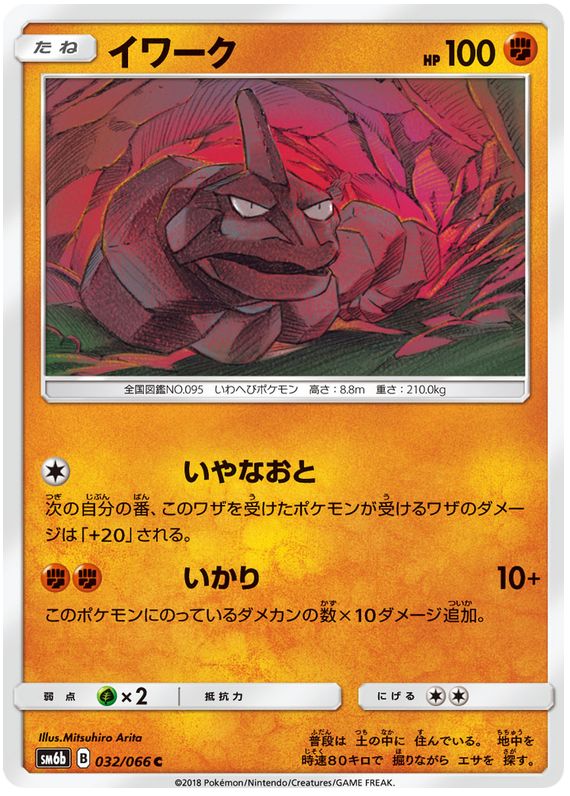 たね イワーク HP 100
全国図鑑NO.095 いわへびポケモン 高さ：8.8m 重さ：210.0kg
いやなおと
次の自分の番、このワザを受けたポケモンが受けるワザのダメ
ージは「+20」される。
いかり 10+
このポケモンにのっているダメカンの数×10ダメージ追加。
弱点 ×2 抵抗力 にげる
Illus.Mitsuhiro Arita
sm6b B 032/066 C
普段は 土の中に 住んでいる。 地中を
時速８０キロで 掘りながら エサを 探す。
©2018 Pokémon/Nintendo/Creatures/GAME FREAK.